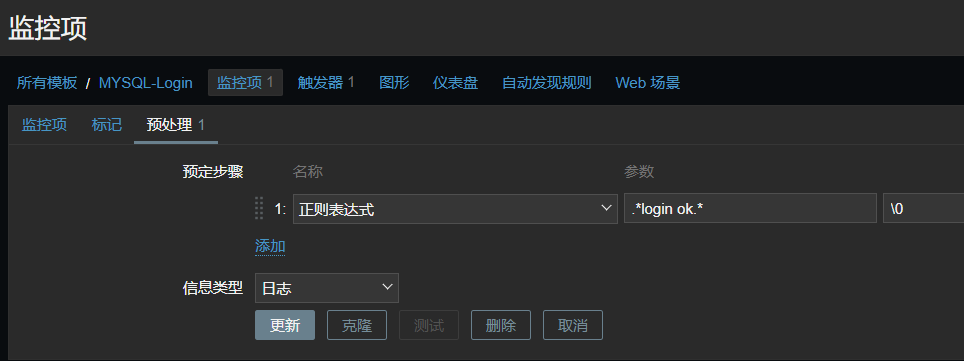 监控项
所有模板 / MYSQL-Login 监控项 1 触发器 1 图形 仪表盘 自动发现规则 Web 场景
监控项 标记 预处理 1
预定步骤 名称 参数
1: 正则表达式 .*login ok.* \0
添加
信息类型 日志
更新 克隆 测试 删除 取消